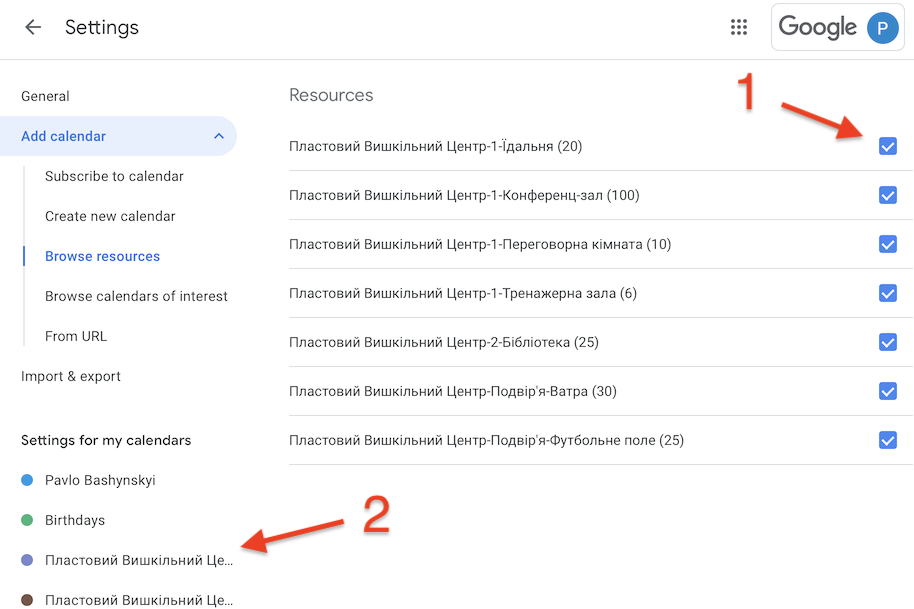 Settings
Google
P
1
General
Add calendar
Subscribe to calendar
Create new calendar
Browse resources
Browse calendars of interest
From URL
Import & export
Resources
Пластовий Вишкільний Центр-1-Їдальня (20)
Пластовий Вишкільний Центр-1-Конференц-зал (100)
Пластовий Вишкільний Центр-1-Переговорна кімната (10)
Пластовий Вишкільний Центр-1-Тренажерна зала (6)
Пластовий Вишкільний Центр-2-Бібліотека (25)
Пластовий Вишкільний Центр-Подвір'я-Ватра (30)
Пластовий Вишкільний Центр-Подвір'я-Футбольне поле (25)
Settings for my calendars
Pavlo Bashynskyi
Birthdays
2
Пластовий Вишкільний Це...
Пластовий Вишкільний Це...